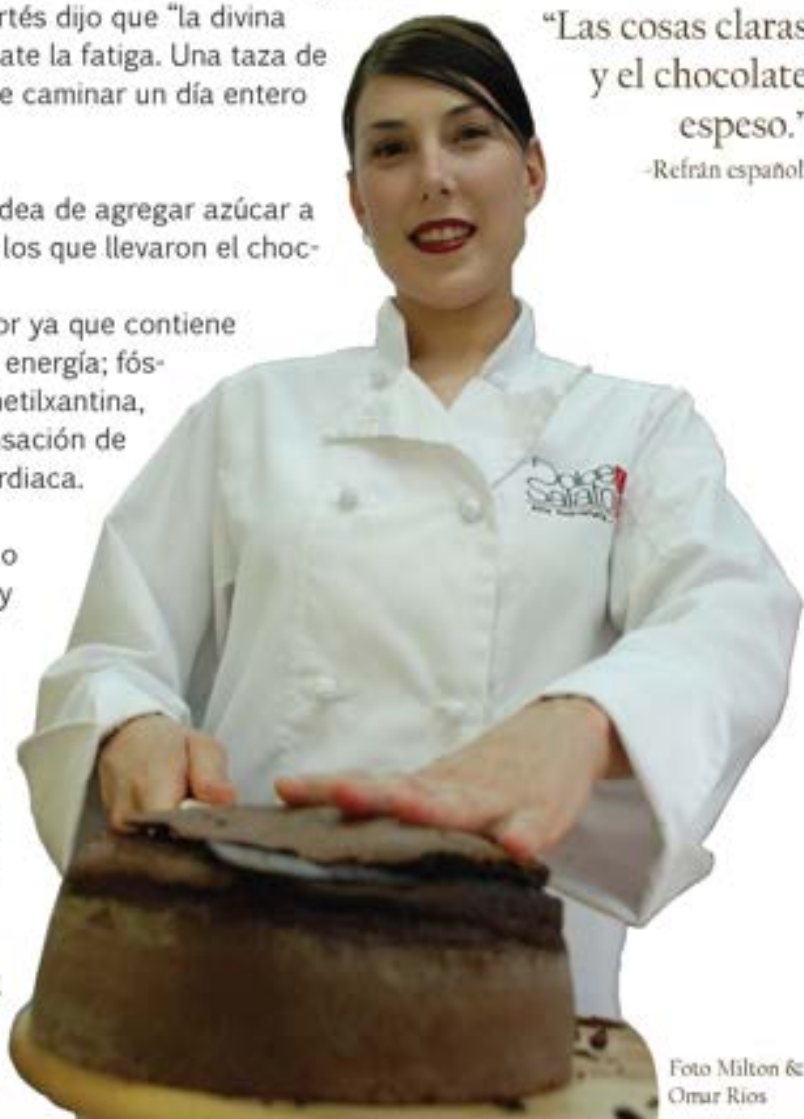 rtés dijo que “la divina
ate la fatiga. Una taza de
e caminar un día entero
dea de agregar azúcar a
los que llevaron el choc-
or ya que contiene
energía; fós-
netilxantina,
sación de
rdiaca.
o
y
“Las cosas claras
y el chocolate
espeso.”
-Refrán español
Foto Milton &
Omar Ríos